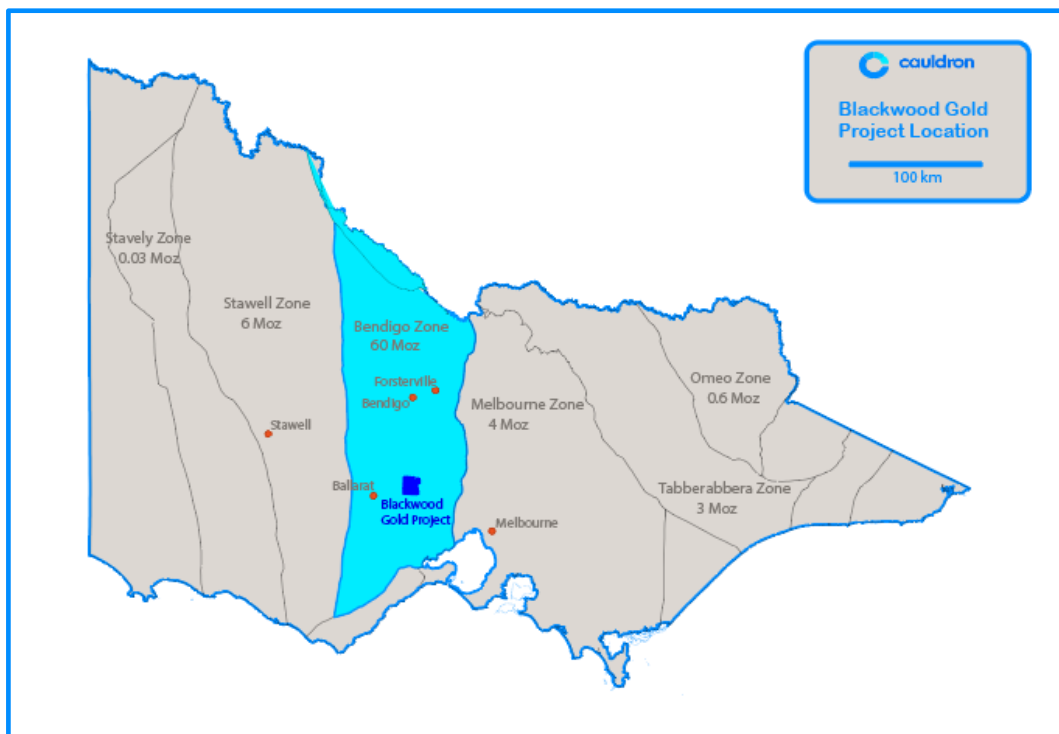 cauldron
Blackwood Gold
Project Location
100 km
Stavely Zone
0.03 Moz
Stawell Zone
6 Moz
Bendigo Zone
60 Moz
Forsterville
Bendigo
Omeo Zone
0.6 Moz
Melbourne Zone
4 Moz
Stawell
Ballarat
Blackwood
Gold Project
Tabberabbera Zone
3 Moz
Melbourne